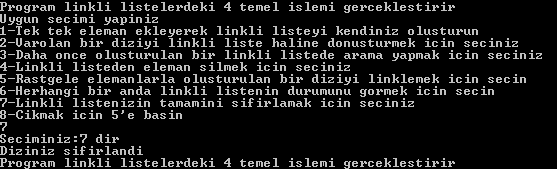 Program linkli listelerdeki 4 temel islemi gerceklestirir
Uygun secimi yapiniz
1-Tek tek eleman ekleyerek linkli listeyi kendiniz olusturun
2-Varolan bir diziyi linkli liste haline donusturmek icin seciniz
3-Daha once olusturulan bir linkli listede arama yapmak icin seciniz
4-Linkli listeden eleman silmek icin seciniz
5-Rastgele elemanlarla olusturulan bir diziyi linklemek icin secin
6-Herhangi bir anda linkli listenin durumunu gormek icin secin
7-Linkli listenizin tamamini sifirlamak icin seciniz
8-Cikmak icin 5'e basin
7
Seciminiz:7 dir
Diziniz sifirlandi
Program linkli listelerdeki 4 temel islemi gerceklestirir